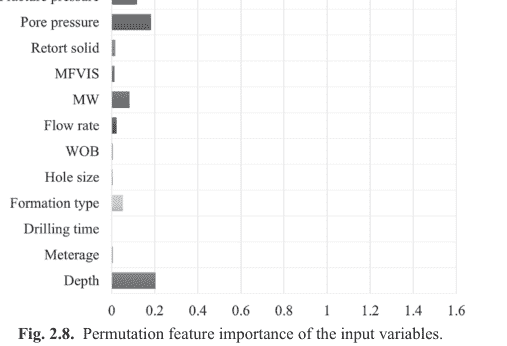 Pore pressure
Retort solid
MFVIS
MW
Flow rate
WOB
Hole size
Formation type
Drilling time
Meterage
Depth
0 0.2 0.4 0.6 0.8 1 1.2 1.4 1.6
Fig. 2.8. Permutation feature importance of the input variables.